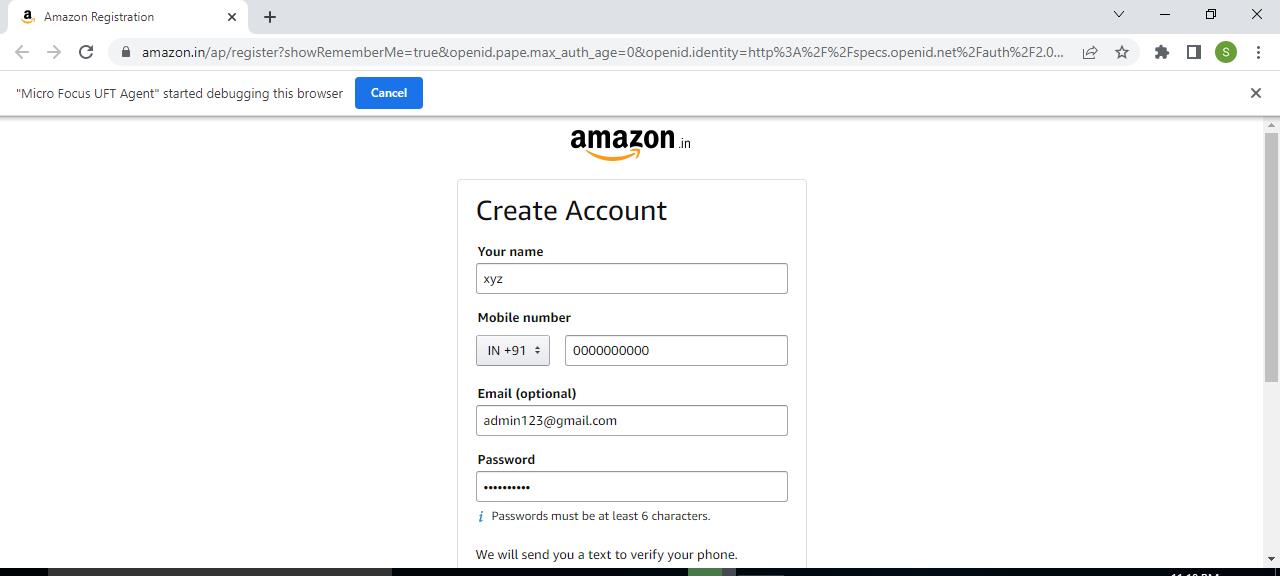 Amazon Registration
amazon.in/ap/register?showRememberMe=true&openid.pape.max_auth_age=0&openid.identity=http%3A%2F%2Fspecs.openid.net%2Fauth%2F2.0...
S
"Micro Focus UFT Agent" started debugging this browser
Cancel
amazon.in
Create Account
Your name
xyz
Mobile number
IN +91 0000000000
Email (optional)
admin123@gmail.com
Password
••••••••••
i Passwords must be at least 6 characters.
We will send you a text to verify your phone.